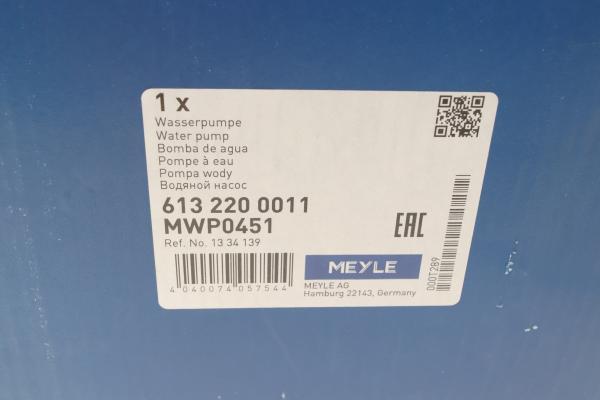 1 x
Wasserpumpe
Water pump
Bomba de agua
Pompe à eau
Pompa wody
Водяной насос
613 220 0011
MWP0451
Ref. No. 13 34 139
EAC
4 040074 057544
MEYLE
MEYLE AG
Hamburg 22143, Germany
000T289